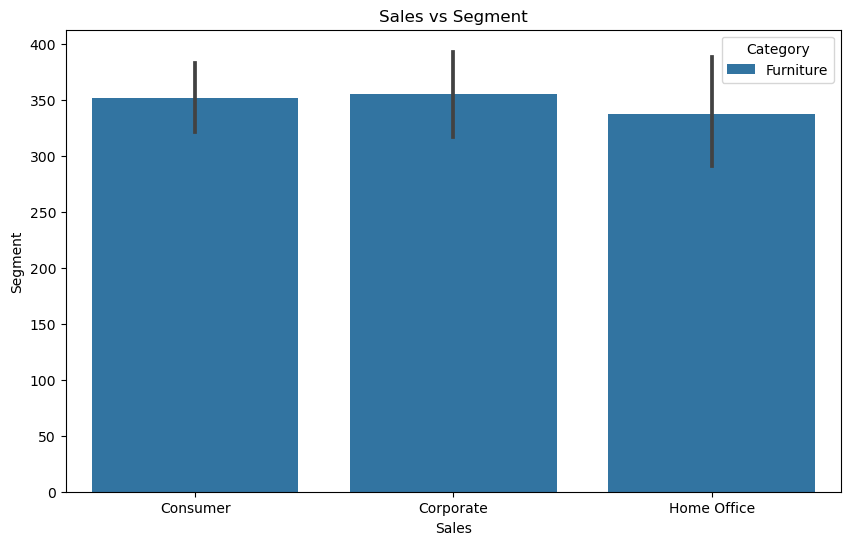 Sales vs Segment
Category
Furniture
Segment
400
350
300
250
200
150
100
50
0
Consumer
Corporate
Home Office
Sales